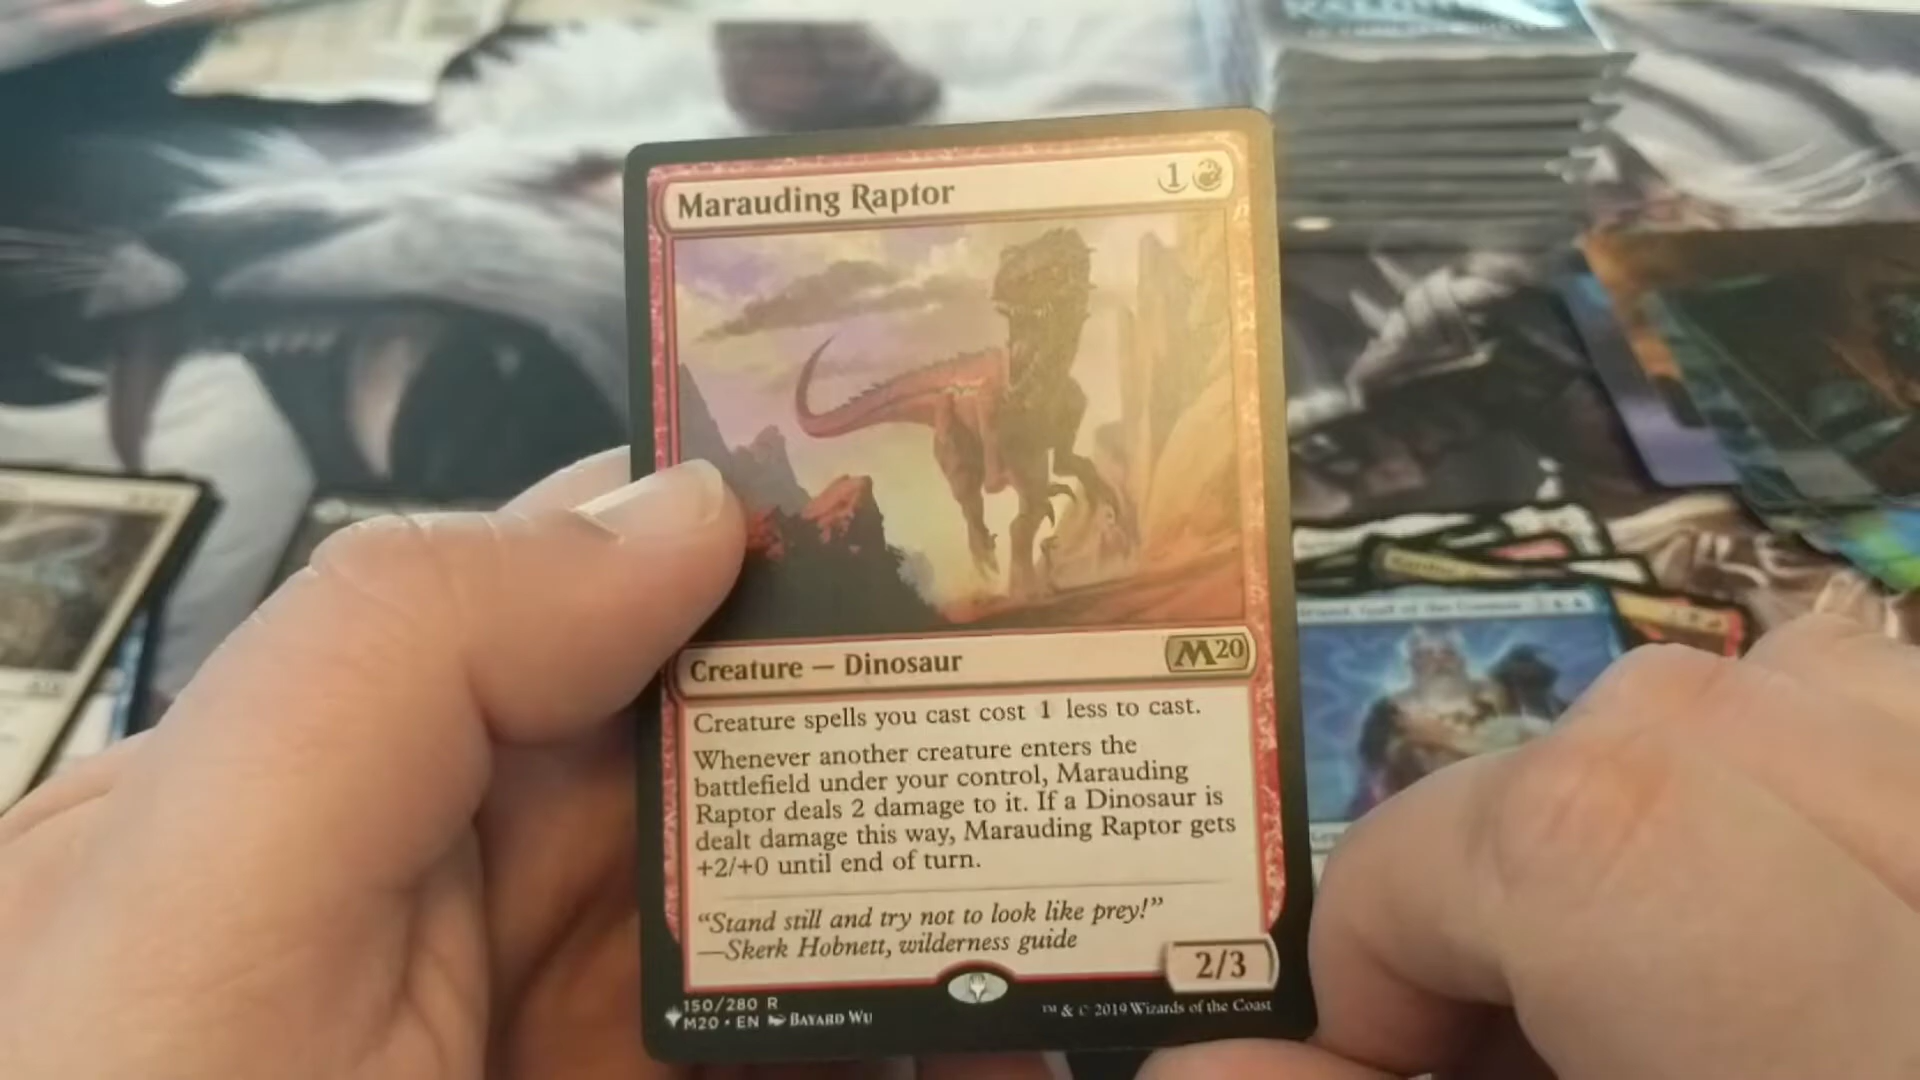 KALDHEIM
Marauding Raptor
1
Creature — Dinosaur
M20
Creature spells you cast cost 1 less to cast.
Whenever another creature enters the
battlefield under your control, Marauding
Raptor deals 2 damage to it. If a Dinosaur is
dealt damage this way, Marauding Raptor gets
+2/+0 until end of turn.
“Stand still and try not to look like prey!”
—Skerk Hobnett, wilderness guide
2/3
150/280 R
M20 • EN BAYARD WU
™ & © 2019 Wizards of the Coast